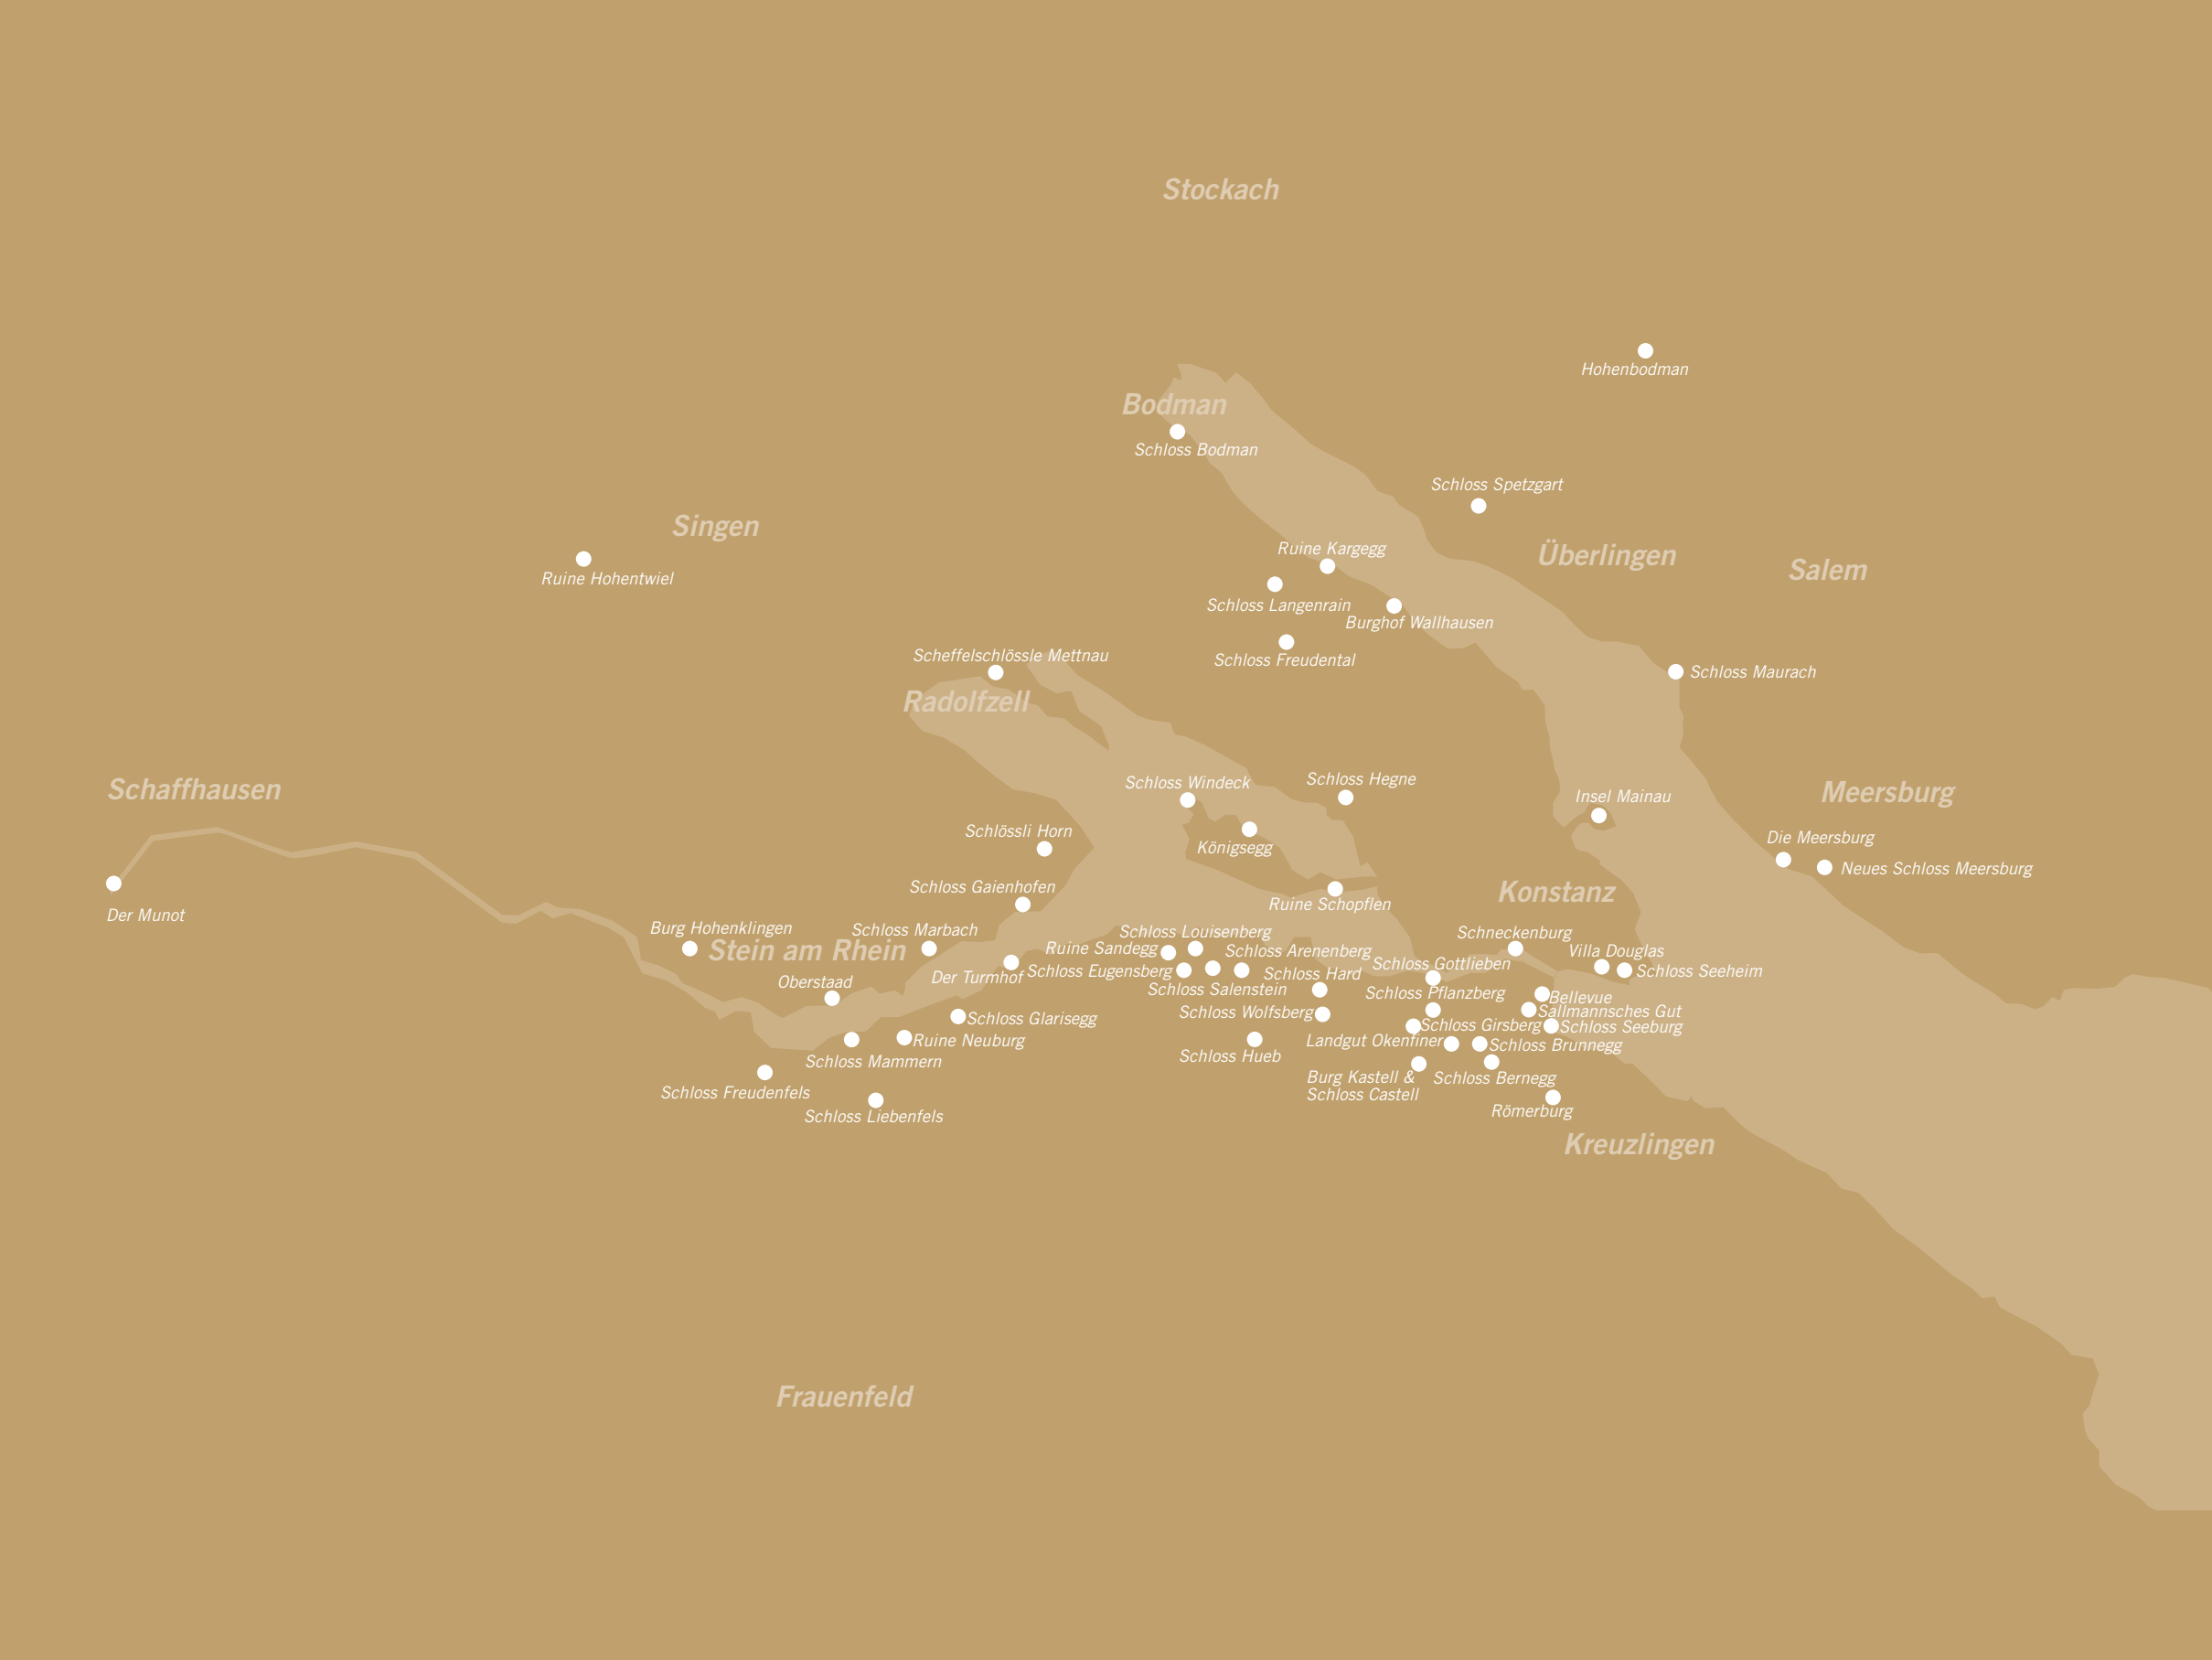 Stockach
Hohenbodman
Bodman
Schloss Bodman
Schloss Spetzgart
Singen
Ruine Hohentwiel
Ruine Kargegg
Überlingen
Salem
Schloss Langenrain
Burghof Wallhausen
Schloss Freudental
Scheffelschlössle Mettnau
Schloss Maurach
Radolfzell
Schaffhausen
Schloss Windeck
Schloss Hegne
Insel Mainau
Meersburg
Schlössli Horn
Königsegg
Die Meersburg
Neues Schloss Meersburg
Schloss Gaienhofen
Konstanz
Ruine Schopflen
Der Munot
Burg Hohenklingen
Stein am Rhein
Schloss Marbach
Schloss Louisenberg
Schneckenburg
Ruine Sandegg
Schloss Arenenberg
Villa Douglas
Der Turmhof
Schloss Eugensberg
Schloss Hard
Schloss Gottlieben
Schloss Seeheim
Oberstaad
Schloss Salenstein
Schloss Pflanzberg
Bellevue
Schloss Glarisegg
Schloss Wolfsberg
Sallmannsches Gut
Schloss Girsberg
Schloss Seeburg
Ruine Neuburg
Landgut Okenfiner
Schloss Brunnegg
Schloss Mammern
Schloss Hueb
Burg Kastell &
Schloss Castell
Schloss Bernegg
Schloss Freudenfels
Schloss Liebenfels
Römerburg
Kreuzlingen
Frauenfeld